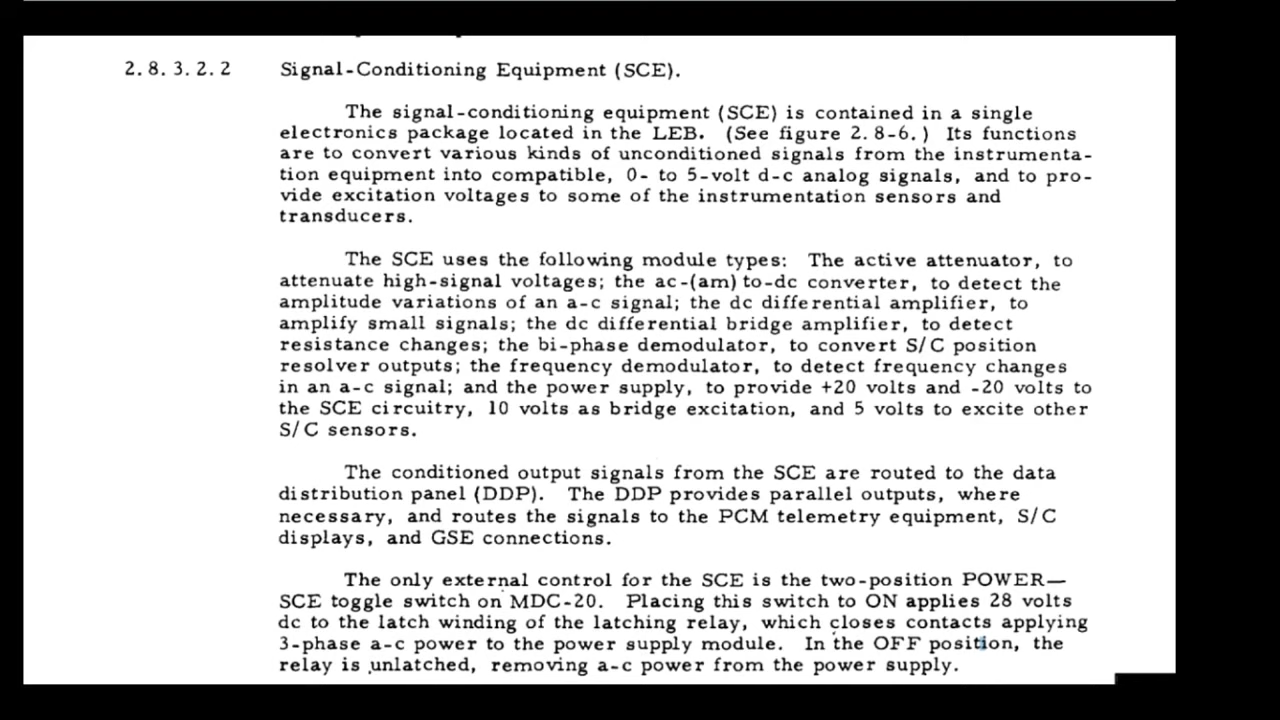 2.8.3.2.2 Signal-Conditioning Equipment (SCE).
The signal-conditioning equipment (SCE) is contained in a single
electronics package located in the LEB. (See figure 2.8-6.) Its functions
are to convert various kinds of unconditioned signals from the instrumenta-
tion equipment into compatible, 0- to 5-volt d-c analog signals, and to pro-
vide excitation voltages to some of the instrumentation sensors and
transducers.
The SCE uses the following module types: The active attenuator, to
attenuate high-signal voltages; the ac-(am) to-dc converter, to detect the
amplitude variations of an a-c signal; the dc differential amplifier, to
amplify small signals; the dc differential bridge amplifier, to detect
resistance changes; the bi-phase demodulator, to convert S/C position
resolver outputs; the frequency demodulator, to detect frequency changes
in an a-c signal; and the power supply, to provide +20 volts and -20 volts to
the SCE circuitry, 10 volts as bridge excitation, and 5 volts to excite other
S/C sensors.
The conditioned output signals from the SCE are routed to the data
distribution panel (DDP). The DDP provides parallel outputs, where
necessary, and routes the signals to the PCM telemetry equipment, S/C
displays, and GSE connections.
The only external control for the SCE is the two-position POWER—
SCE toggle switch on MDC-20. Placing this switch to ON applies 28 volts
dc to the latch winding of the latching relay, which closes contacts applying
3-phase a-c power to the power supply module. In the OFF position, the
relay is unlatched, removing a-c power from the power supply.